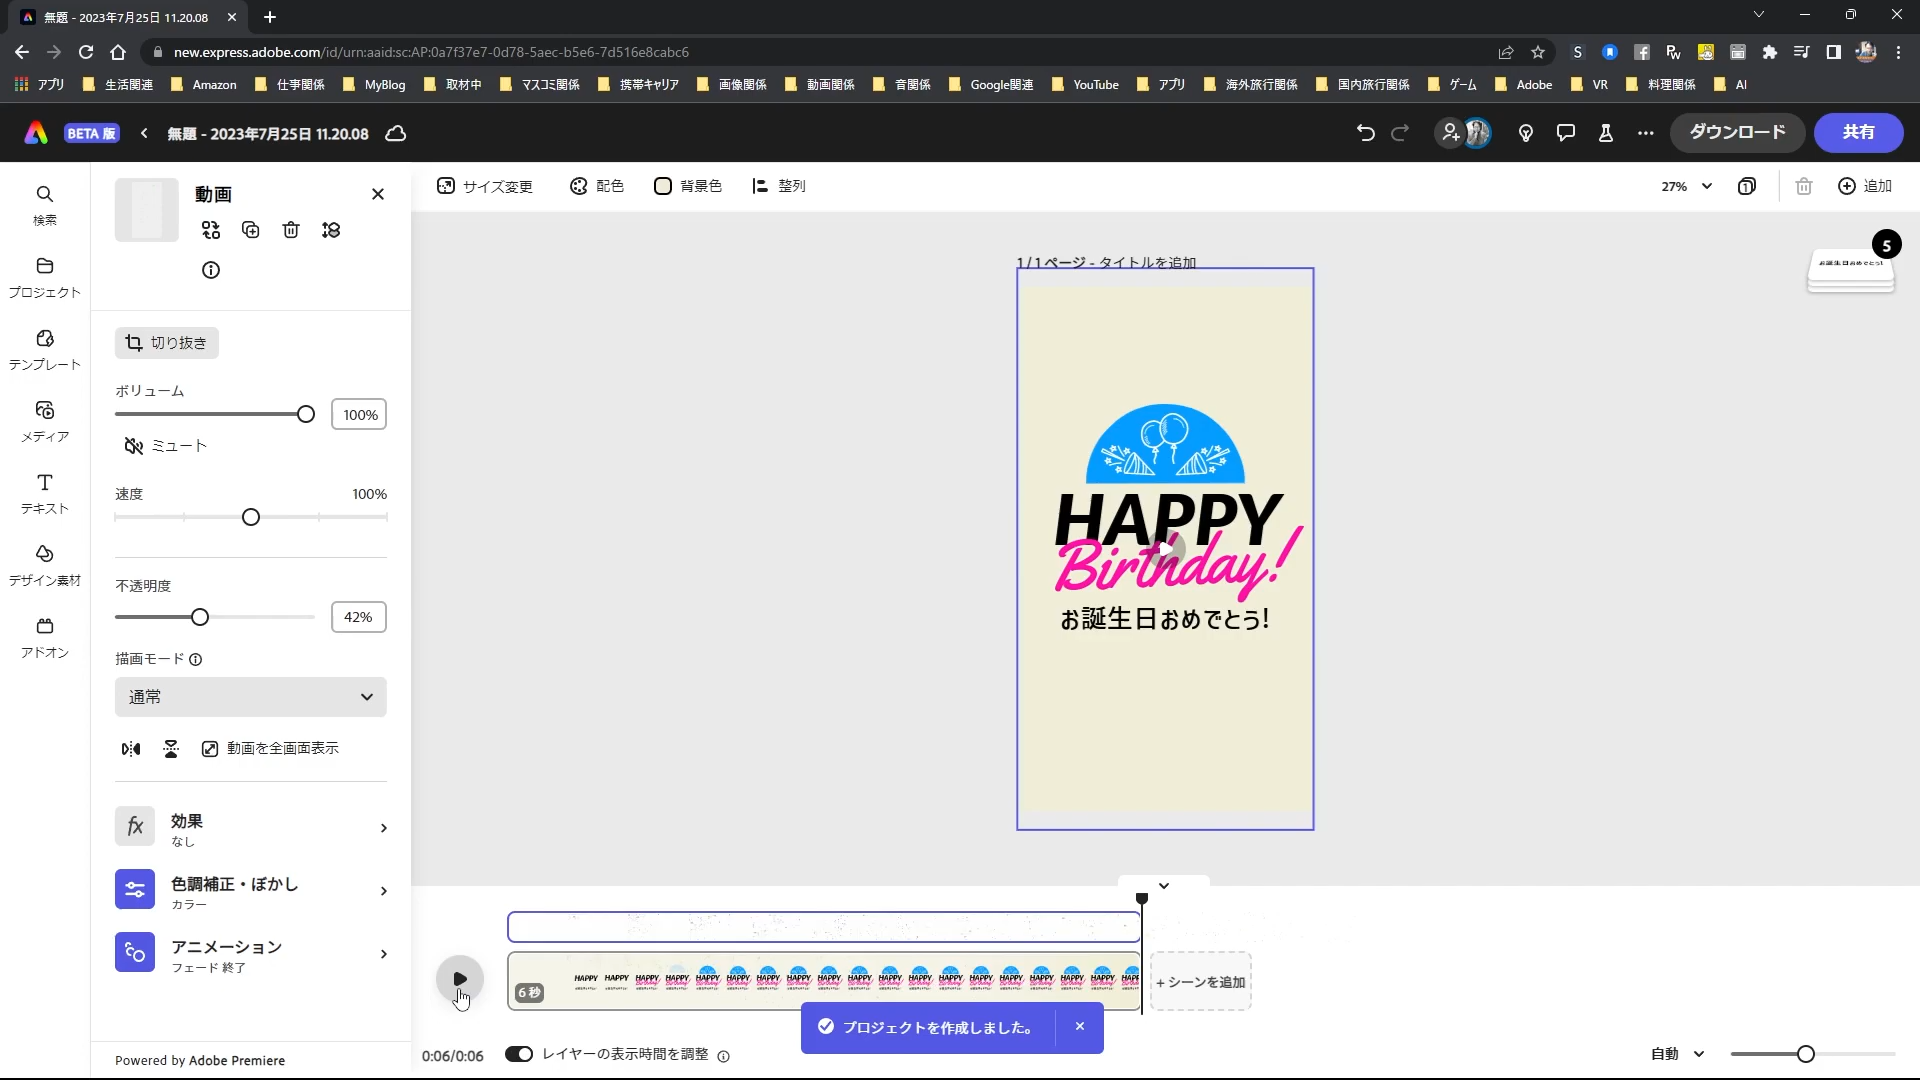 無題 - 2023年7月25日 11.20.08
new.express.adobe.com/id/urn:aaid:sc:AP:0a7f37e7-0d78-5aec-b5e6-7d516e8cabc6
アプリ 生活関連 Amazon 仕事関係 MyBlog 取材中 マスコミ関係 携帯キャリア 画像関係 動画関係 音関係 Google関連 YouTube アプリ 海外旅行関係 国内旅行関係 ゲーム Adobe VR 料理関係 AI
BETA 版 無題 - 2023年7月25日 11.20.08 ダウンロード 共有
検索
プロジェクト
テンプレート
メディア
テキスト
デザイン素材
アドオン
動画
切り抜き
ボリューム
100%
ミュート
速度 100%
不透明度
42%
描画モード
通常
動画を全画面表示
効果
なし
色調補正・ぼかし
カラー
アニメーション
フェード 終了
Powered by Adobe Premiere
サイズ変更 配色 背景色 整列 27% 1 追加
1 / 1 ページ - タイトルを追加
5
お誕生日おめでとう!
HAPPY
Birthday!
お誕生日おめでとう!
6 秒
+ シーンを追加
プロジェクトを作成しました。
0:06/0:06 レイヤーの表示時間を調整 自動